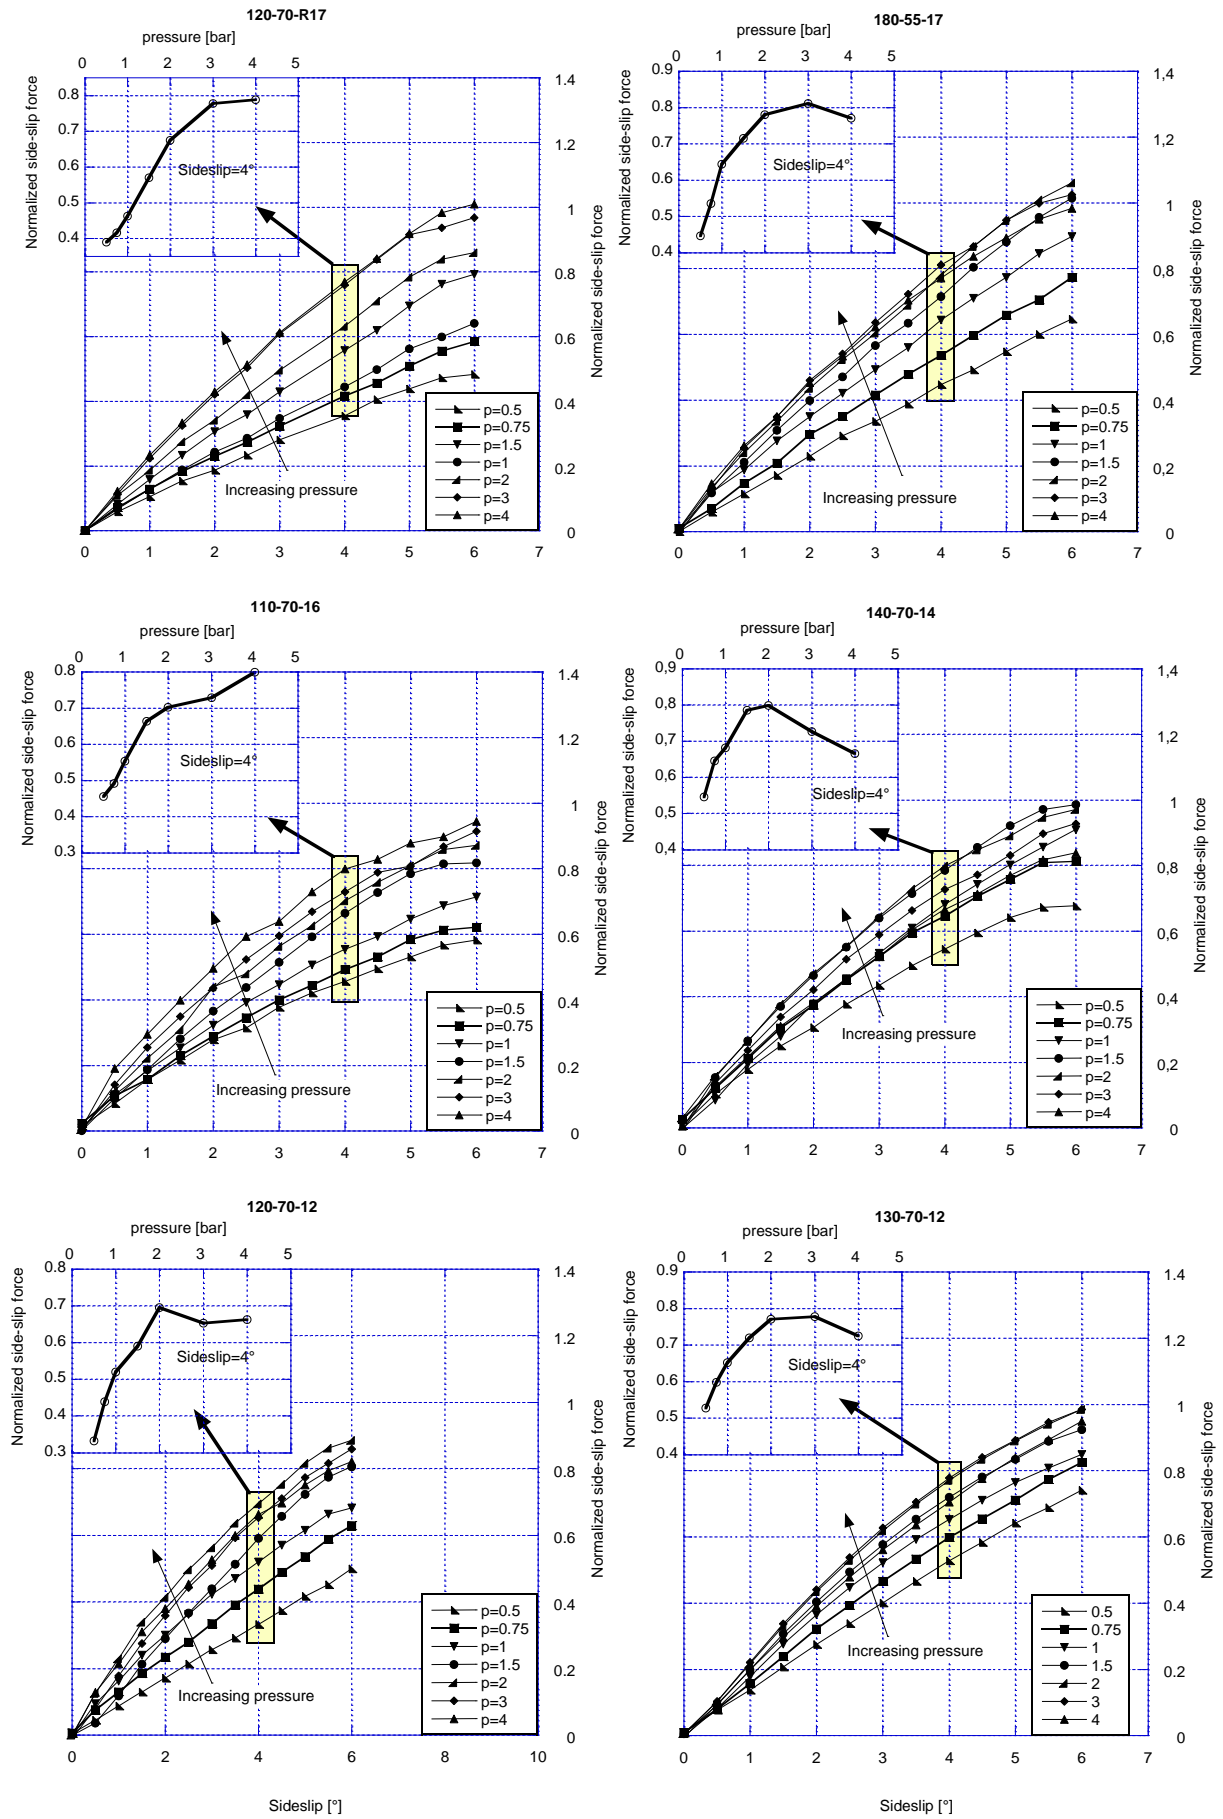 120-70-R17
pressure [bar]
0 1 2 3 4 5
1,4
0.8
1,2
0.7
0.6
Sideslip=4°
0.5
1
0.4
Normalized side-slip force
Normalized side-slip force
0,8
0,6
0,4
p=0.5
p=0.75
p=1.5
p=1
p=2
p=3
p=4
Increasing pressure
0,2
0
0 1 2 3 4 5 6 7
180-55-17
pressure [bar]
0 1 2 3 4 5
0.9
1,4
0.8
1,2
0.7
Sideslip=4°
0.6
0.5
1
0.4
Normalized side-slip force
Normalized side-slip force
0,8
0,6
0,4
p=0.5
p=0.75
p=1
p=1.5
p=2
p=3
p=4
Increasing pressure
0,2
0
0 1 2 3 4 5 6 7
110-70-16
pressure [bar]
0 1 2 3 4 5
0.8
1,4
0.7
1,2
0.6
Sideslip=4°
0.5
0.4
1
0.3
Normalized side-slip force
Normalized side-slip force
0,8
0,6
0,4
p=0.5
p=0.75
p=1
p=1.5
p=2
p=3
p=4
Increasing pressure
0,2
0
0 1 2 3 4 5 6 7
140-70-14
pressure [bar]
0 1 2 3 4 5
0,9
1,4
0,8
1,2
0,7
0,6
Sideslip=4°
0,5
1
0,4
Normalized side-slip force
Normalized side-slip force
0,8
0,6
0,4
p=0.5
p=0.75
p=1
p=1.5
p=2
p=3
p=4
Increasing pressure
0,2
0
0 1 2 3 4 5 6 7
120-70-12
pressure [bar]
0 1 2 3 4 5
0.8
1.4
0.7
1.2
0.6
Sideslip=4°
0.5
0.4
1
0.3
Normalized side-slip force
Normalized side-slip force
0.8
0.6
0.4
p=0.5
p=0.75
p=1
p=1.5
p=2
p=3
p=4
Increasing pressure
0.2
0
0 2 4 6 8 10
Sideslip [°]
130-70-12
pressure [bar]
0 1 2 3 4 5
0.9
1.4
0.8
1.2
0.7
Sideslip=4°
0.6
0.5
1
0.4
Normalized side-slip force
Normalized side-slip force
0.8
0.6
0.4
0.5
0.75
1
1.5
2
3
4
Increasing pressure
0.2
0
0 1 2 3 4 5 6 7
Sideslip [°]